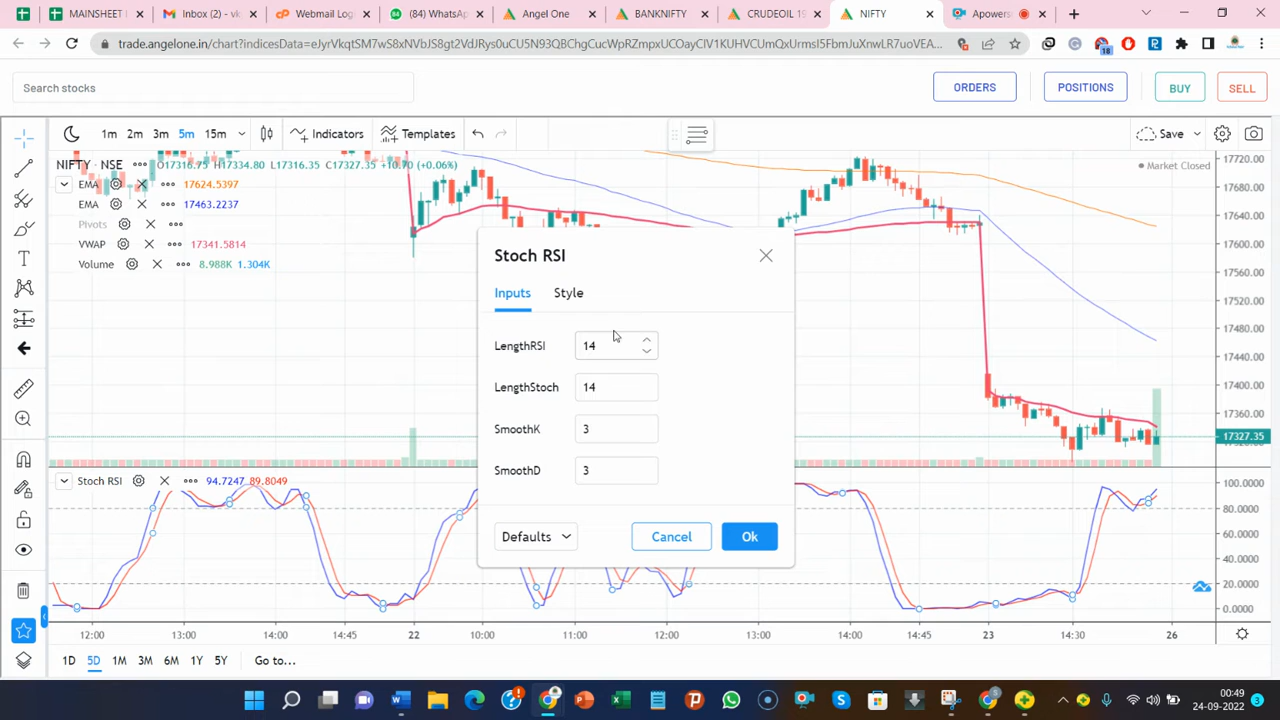 MAINSHEET
MAINSHEET
Inbox (2) - vk
Webmail Log
(84) WhatsA
Angel One
BANKNIFTY
CRUDEOIL 19
NIFTY
Apowers
18
Search stocks
ORDERS
POSITIONS
BUY
SELL
1m 2m 3m 5m 15m
Indicators
Templates
Save
NIFTY · NSE
O17316.75 H17334.80 L17316.35 C17327.35 +10.70 (+0.06%)
Market Closed
EMA 17624.5397
EMA 17463.2237
Pivots
VWAP 17341.5814
Volume 8.988K 1.304K
17720.00
17680.00
17640.00
17600.00
17560.00
17520.00
17480.00
17440.00
17400.00
17360.00
17327.35
Stoch RSI
Inputs Style
LengthRSI 14
LengthStoch 14
SmoothK 3
SmoothD 3
Defaults
Cancel
Ok
Stoch RSI 94.7247 89.8049
100.0000
80.0000
60.0000
40.0000
20.0000
0.0000
12:00 13:00 14:00 14:45 22 10:00 11:00 12:00 13:00 14:00 14:45 23 14:30 26
1D 5D 1M 3M 6M 1Y 5Y Go to...
00:49
24-09-2022
3